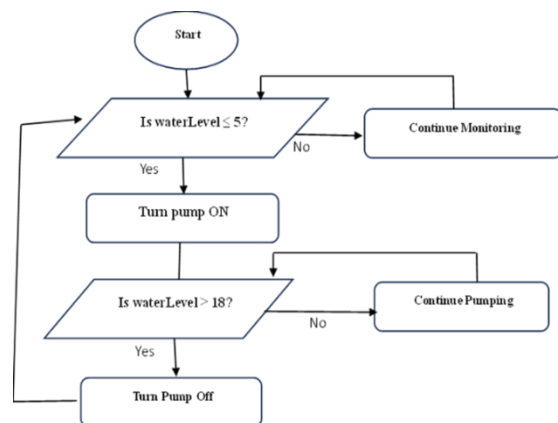 Start
Is waterLevel ≤ 5?
Continue Monitoring
No
Yes
Turn pump ON
Is waterLevel > 18?
Continue Pumping
No
Yes
Turn Pump Off